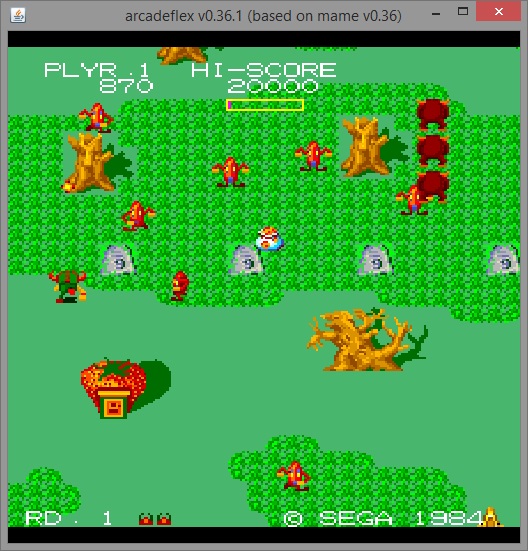 arcadeflex v0.36.1 (based on mame v0.36)
PLYR.1 HI-SCORE
870 20000
RD. 1 © SEGA 1984